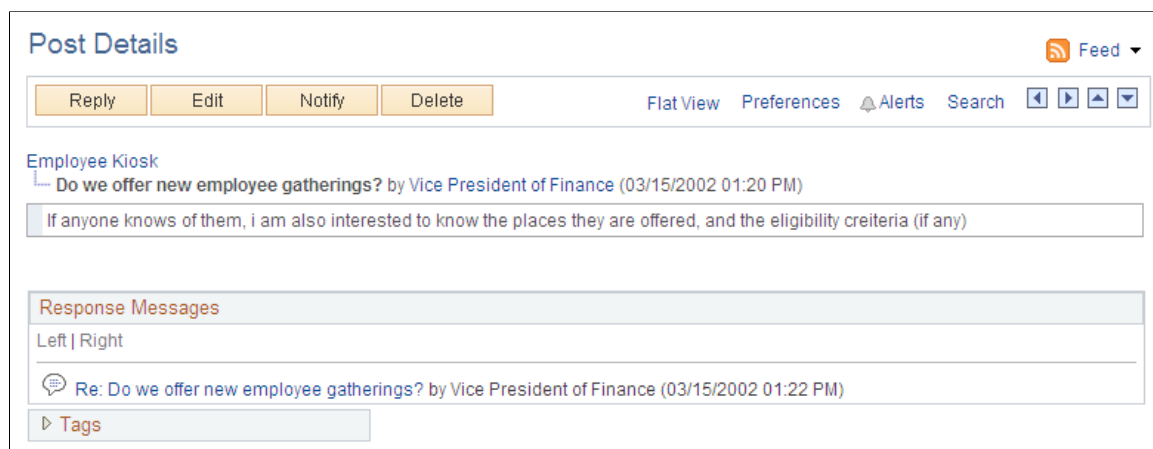 Post Details
Feed
Reply Edit Notify Delete Flat View Preferences Alerts Search
Employee Kiosk
Do we offer new employee gatherings? by Vice President of Finance (03/15/2002 01:20 PM)
If anyone knows of them, i am also interested to know the places they are offered, and the eligibility creiteria (if any)
Response Messages
Left | Right
Re: Do we offer new employee gatherings? by Vice President of Finance (03/15/2002 01:22 PM)
Tags